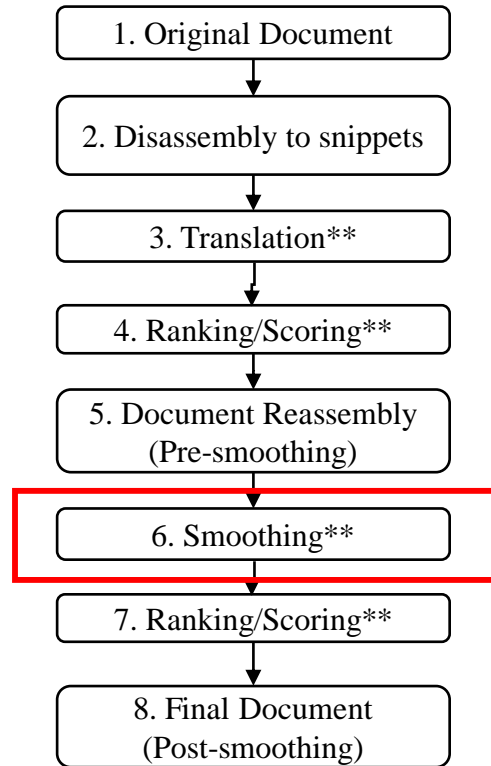 1. Original Document
2. Disassembly to snippets
3. Translation**
4. Ranking/Scoring**
5. Document Reassembly
(Pre-smoothing)
6. Smoothing**
7. Ranking/Scoring**
8. Final Document
(Post-smoothing)